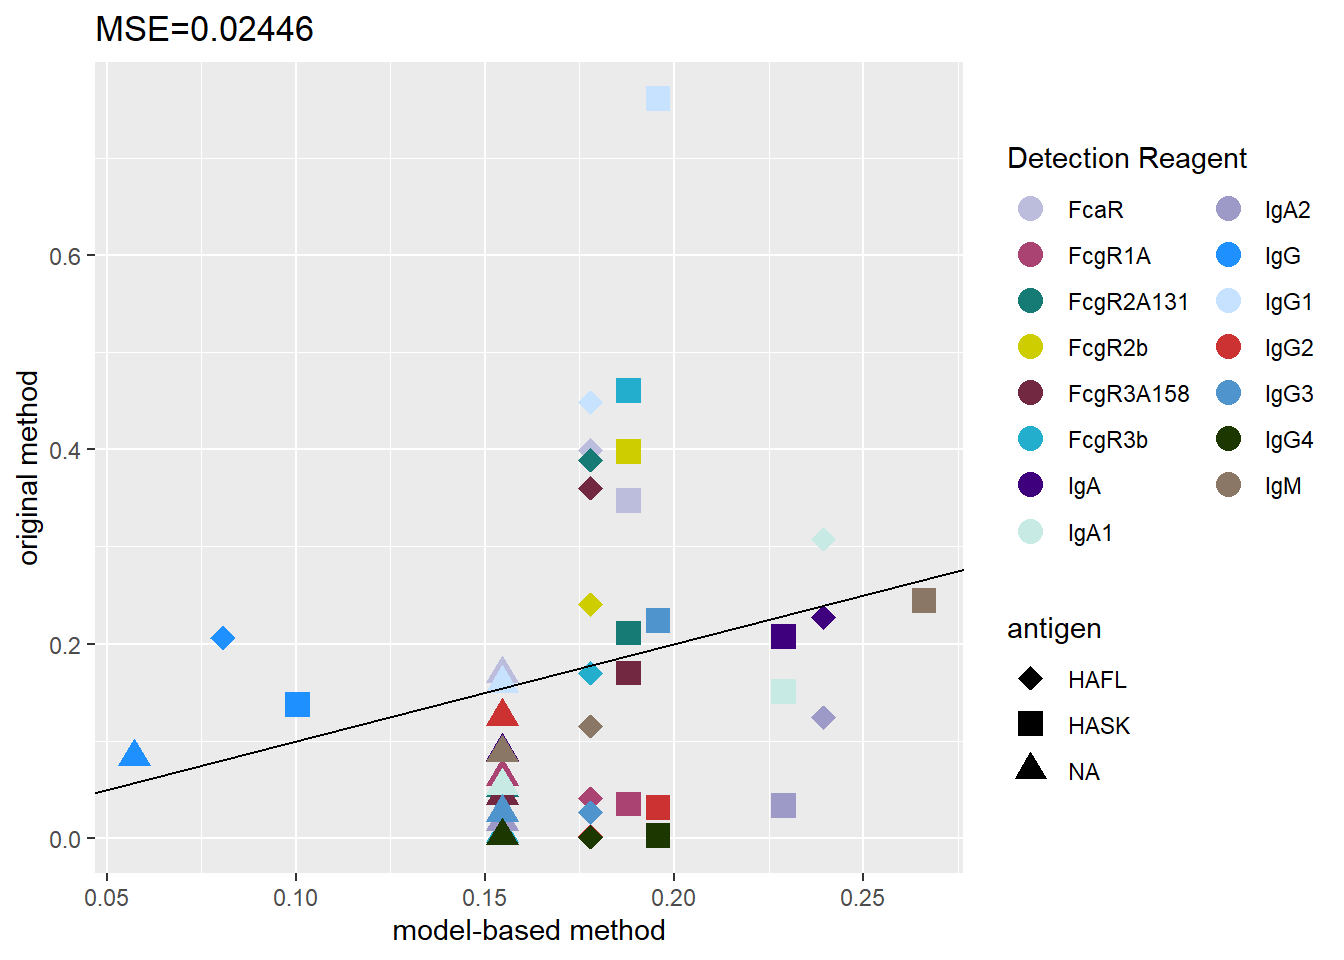 MSE=0.02446
original method
0.6
0.4
0.2
0.0
0.05
0.10
0.15
0.20
0.25
model-based method
Detection Reagent
FcaR
FcgR1A
FcgR2A131
FcgR2b
FcgR3A158
FcgR3b
IgA
IgA1
IgA2
IgG
IgG1
IgG2
IgG3
IgG4
IgM
antigen
HAFL
HASK
NA